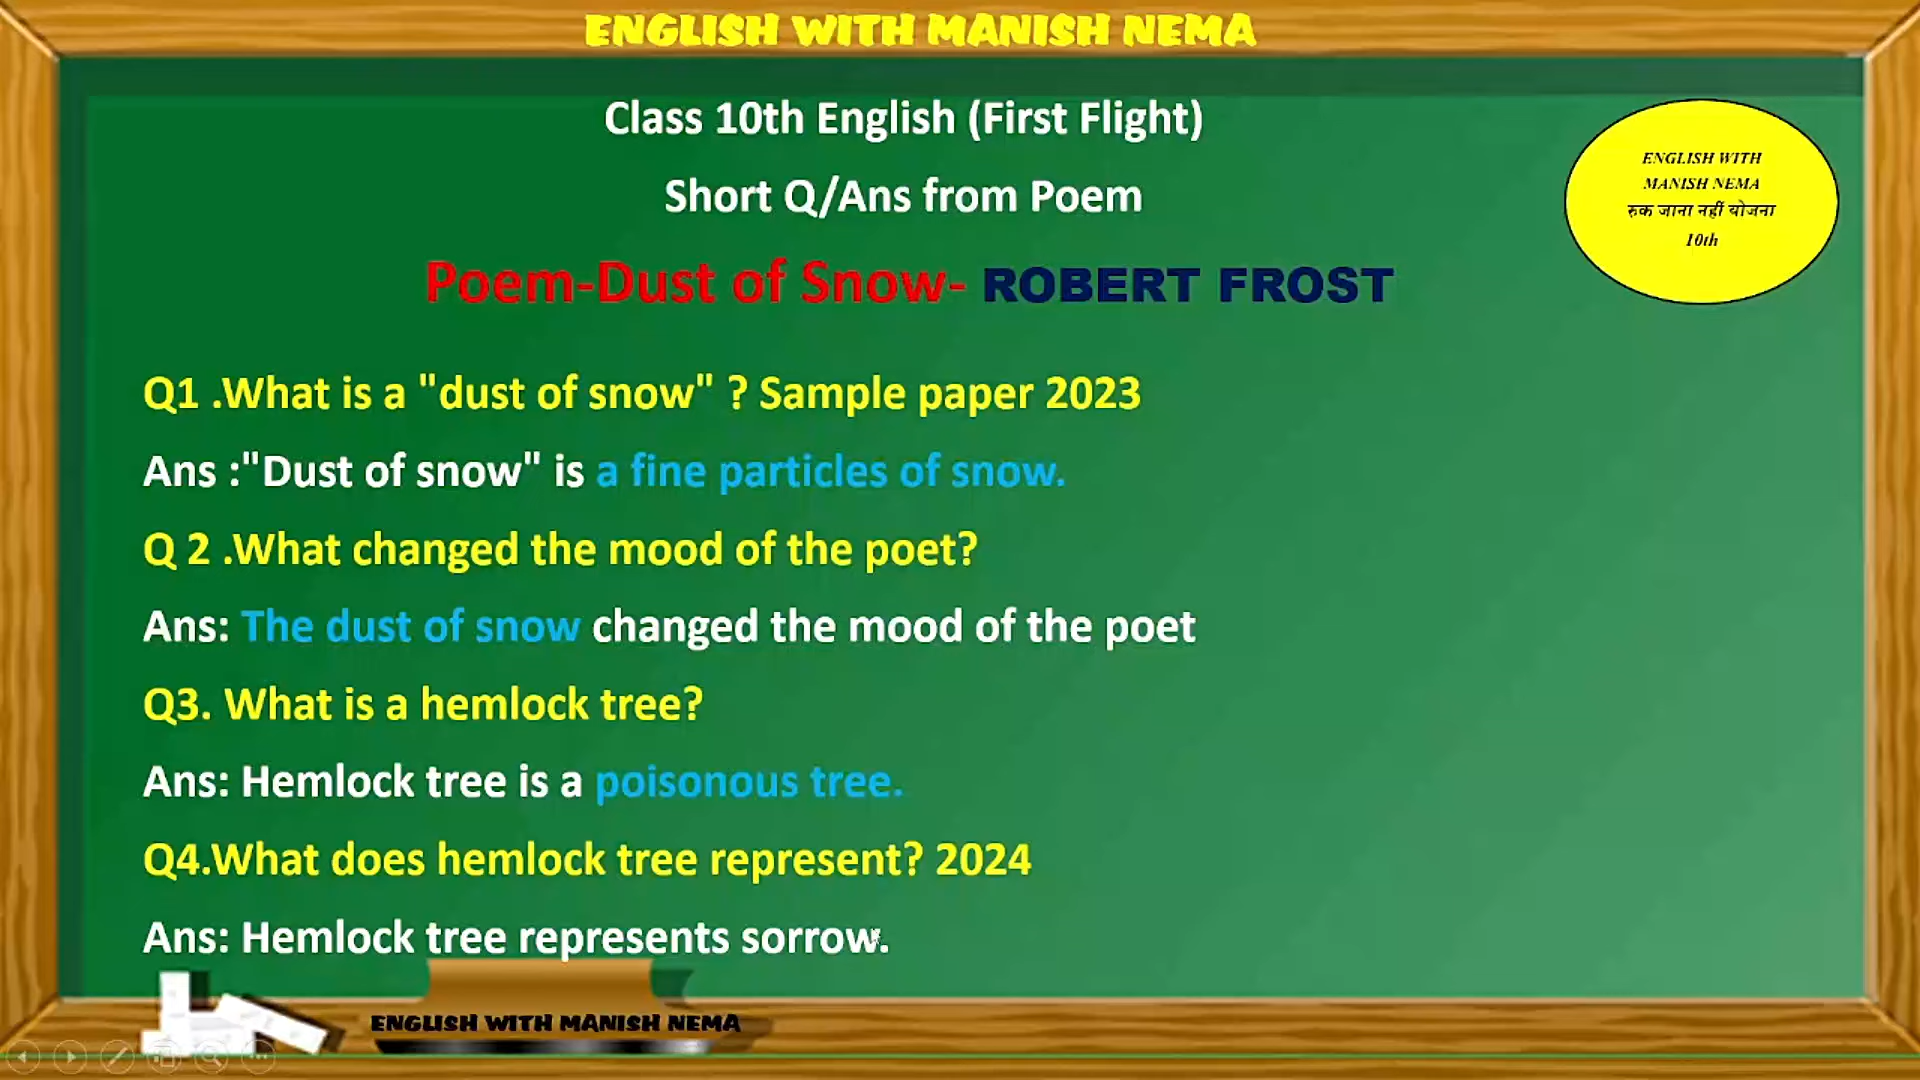 ENGLISH WITH MANISH NEMA
Class 10th English (First Flight)
Short Q/Ans from Poem
ENGLISH WITH
MANISH NEMA
रुक जाना नहीं योजना
10th
Poem-Dust of Snow- ROBERT FROST
Q1 .What is a "dust of snow" ? Sample paper 2023
Ans :"Dust of snow" is a fine particles of snow.
Q 2 .What changed the mood of the poet?
Ans: The dust of snow changed the mood of the poet
Q3. What is a hemlock tree?
Ans: Hemlock tree is a poisonous tree.
Q4.What does hemlock tree represent? 2024
Ans: Hemlock tree represents sorrow.
ENGLISH WITH MANISH NEMA